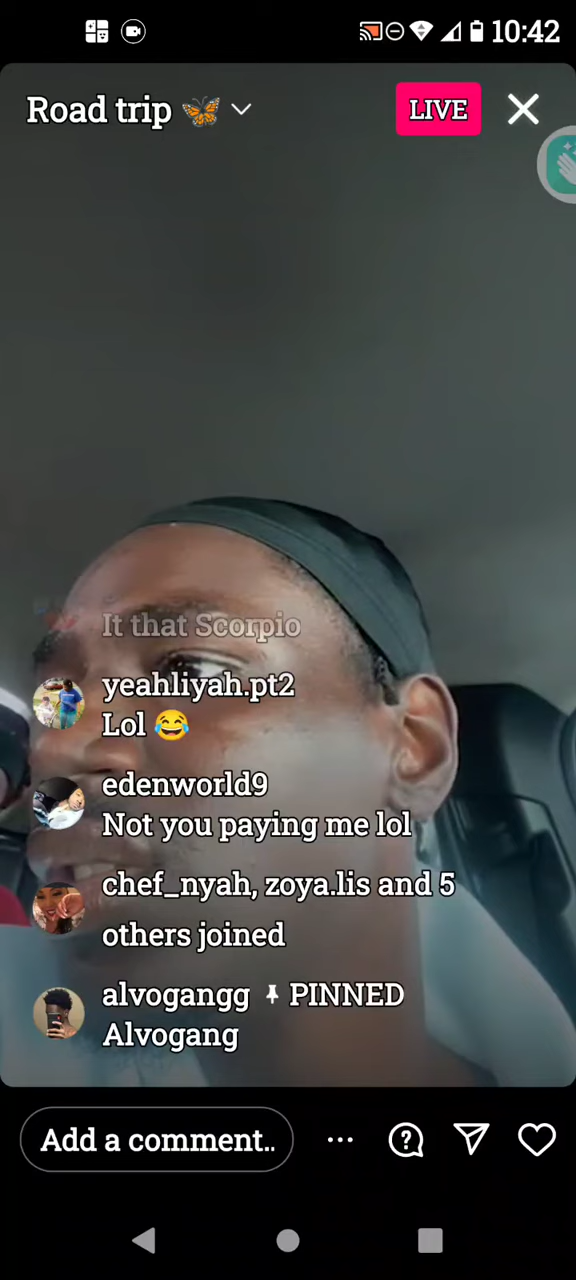 10:42
Road trip 🦋
LIVE
It that Scorpio
yeahliyah.pt2
Lol 😂
edenworld9
Not you paying me lol
chef_nyah, zoya.lis and 5
others joined
alvogangg PINNED
Alvogang
Add a comment..